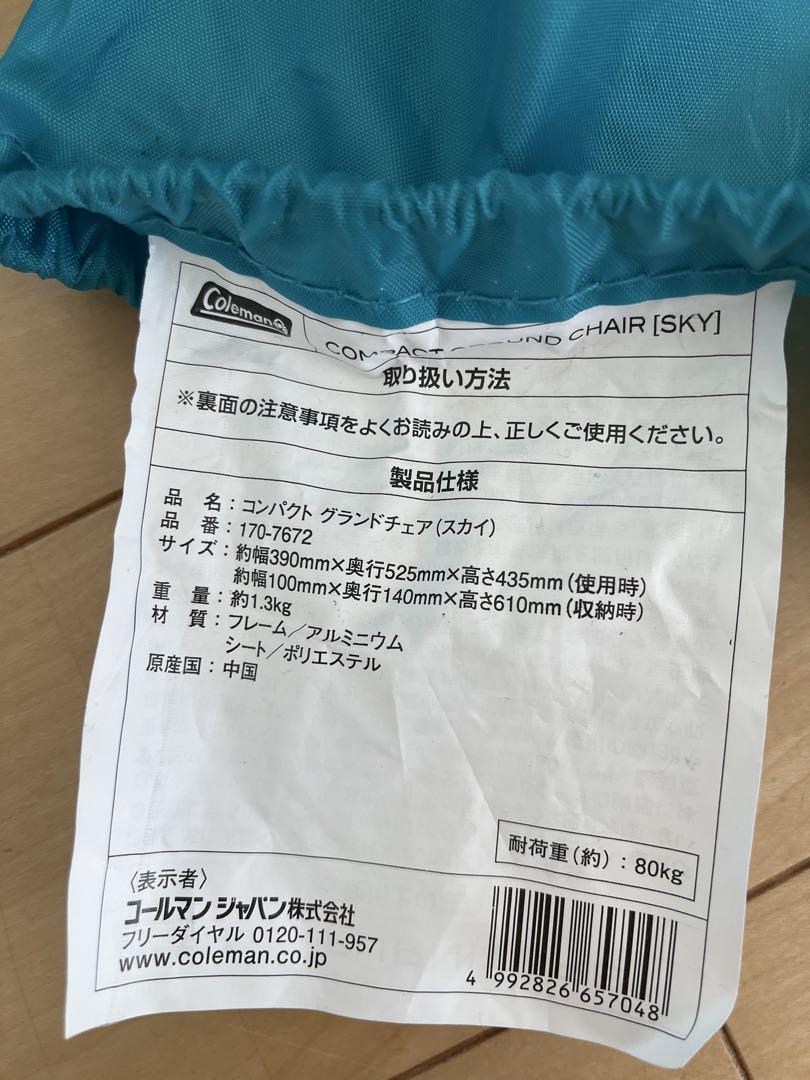 Coleman
COMPACT GROUND CHAIR [SKY]
取り扱い方法
※裏面の注意事項をよくお読みの上、正しくご使用ください。
製品仕様
品 名：コンパクト グランドチェア（スカイ）
品 番：170-7672
サイズ：約幅390mm×奥行525mm×高さ435mm（使用時）
約幅100mm×奥行140mm×高さ610mm（収納時）
重 量：約1.3kg
材 質：フレーム／アルミニウム
シート／ポリエステル
原産国：中国
耐荷重（約）：80kg
〈表示者〉
コールマン ジャパン株式会社
フリーダイヤル 0120-111-957
www.coleman.co.jp
4 992826 657048